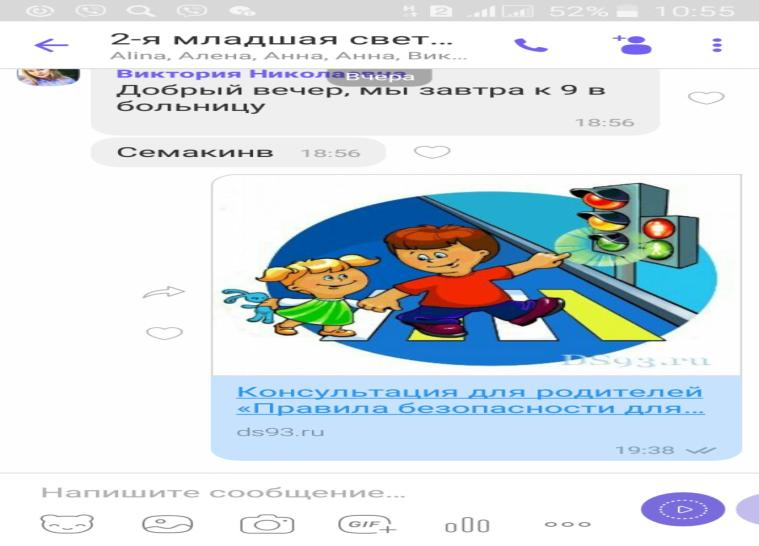 52% 10:55
2-я младшая свет...
Alina, Алена, Анна, Анна, Вик...
Вчера
Виктория
Добрый вечер, мы завтра к 9 в
больницу
18:56
Семакинв 18:56
DS93.ru
Консультация для родителей
«Правила безопасности для...
ds93.ru
19:38
Напишите сообщение...
GIF